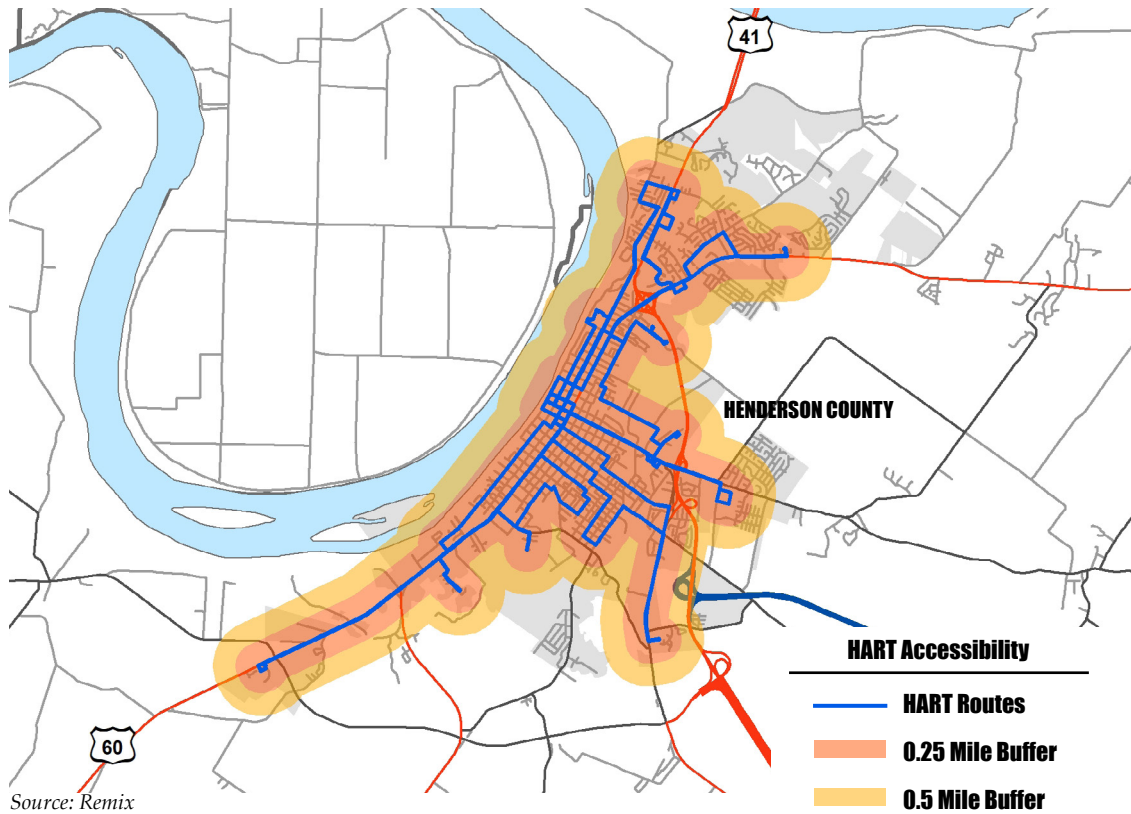 41
HENDERSON COUNTY
HART Accessibility
HART Routes
0.25 Mile Buffer
0.5 Mile Buffer
60
Source: Remix